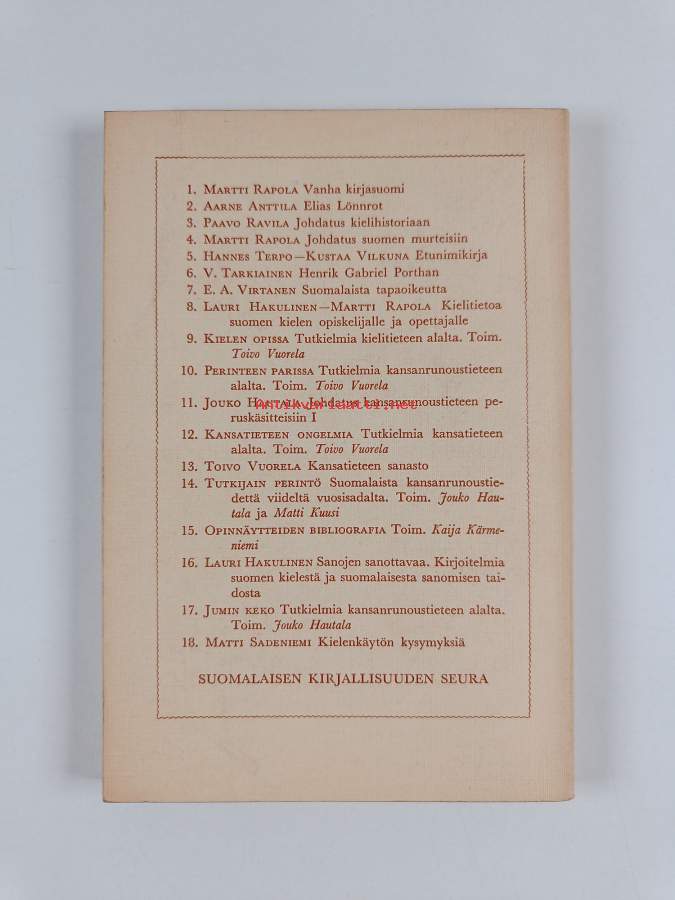 1. MARTTI RAPOLA Vanha kirjasuomi
2. AARNE ANTTILA Elias Lönnrot
3. PAAVO RAVILA Johdatus kielihistoriaan
4. MARTTI RAPOLA Johdatus suomen murteisiin
5. HANNES TERPO—KUSTAA VILKUNA Etunimikirja
6. V. TARKIAINEN Henrik Gabriel Porthan
7. E. A. VIRTANEN Suomalaista tapaoikeutta
8. LAURI HAKULINEN—MARTTI RAPOLA Kielitietoa
suomen kielen opiskelijalle ja opettajalle
9. KIELEN OPISSA Tutkielmia kielitieteen alalta. Toim.
Toivo Vuorela
10. PERINTEEN PARISSA Tutkielmia kansanrunoustieteen
alalta. Toim. Toivo Vuorela
11. JOUKO HAUTALA Johdatus kansanrunoustieteen pe-
antikvariaatti.net
ruskäsitteisiin I
12. KANSATIETEEN ONGELMIA Tutkielmia kansatieteen
alalta. Toim. Toivo Vuorela
13. TOIVO VUORELA Kansatieteen sanasto
14. TUTKIJAIN PERINTÖ Suomalaista kansanrunoustie-
dettä viideltä vuosisadalta. Toim. Jouko Hau-
tala ja Matti Kuusi
15. OPINNÄYTTEIDEN BIBLIOGRAFIA Toim. Kaija Kärme-
niemi
16. LAURI HAKULINEN Sanojen sanottavaa. Kirjoitelmia
suomen kielestä ja suomalaisesta sanomisen tai-
dosta
17. JUMIN KEKO Tutkielmia kansanrunoustieteen alalta.
Toim. Jouko Hautala
18. MATTI SADENIEMI Kielenkäytön kysymyksiä
SUOMALAISEN KIRJALLISUUDEN SEURA